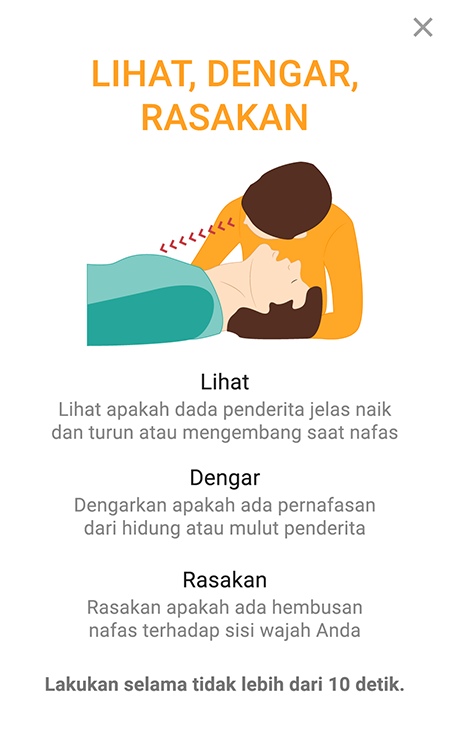 LIHAT, DENGAR,
RASAKAN
Lihat
Lihat apakah dada penderita jelas naik
dan turun atau mengembang saat nafas
Dengar
Dengarkan apakah ada pernafasan
dari hidung atau mulut penderita
Rasakan
Rasakan apakah ada hembusan
nafas terhadap sisi wajah Anda
Lakukan selama tidak lebih dari 10 detik.